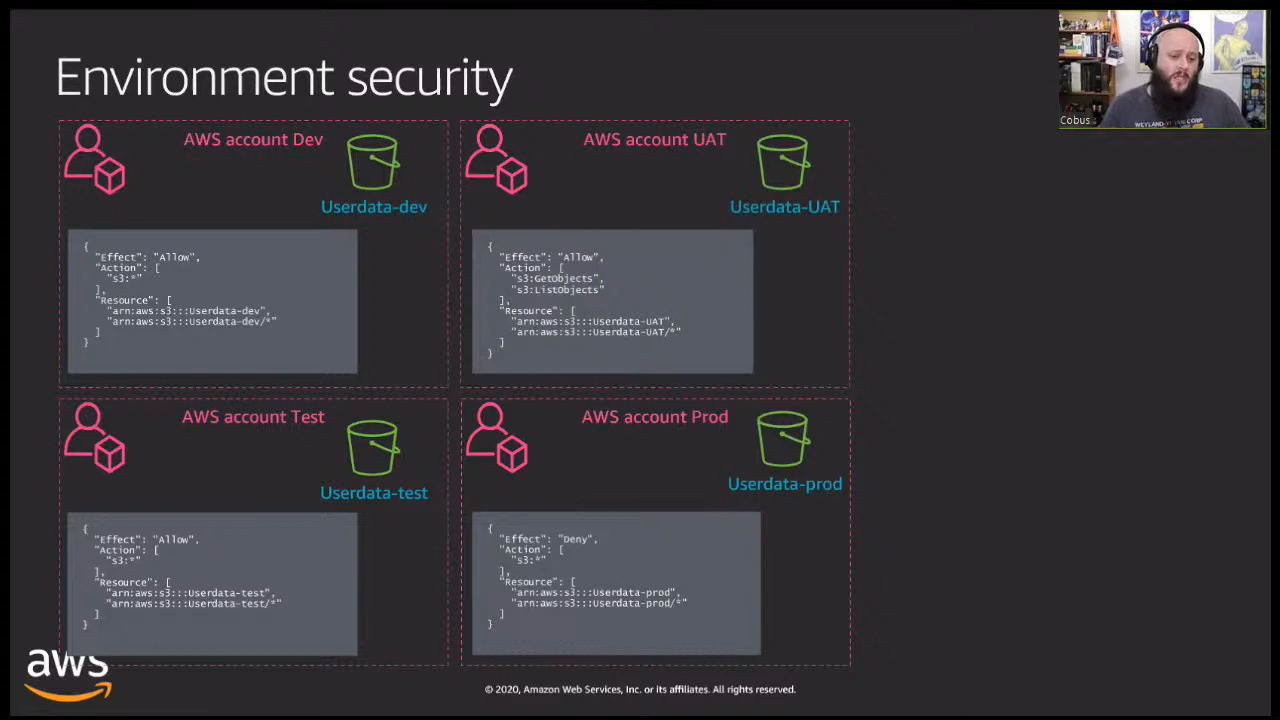 Environment security
Cobus
AWS account Dev
Userdata-dev
{
"Effect": "Allow",
"Action": [
"s3:*"
],
"Resource": [
"arn:aws:s3:::Userdata-dev",
"arn:aws:s3:::Userdata-dev/*"
]
}
AWS account UAT
Userdata-UAT
{
"Effect": "Allow",
"Action": [
"s3:GetObjects",
"s3:ListObjects"
],
"Resource": [
"arn:aws:s3:::Userdata-UAT",
"arn:aws:s3:::Userdata-UAT/*"
]
}
AWS account Test
Userdata-test
{
"Effect": "Allow",
"Action": [
"s3:*"
],
"Resource": [
"arn:aws:s3:::Userdata-test",
"arn:aws:s3:::Userdata-test/*"
]
}
AWS account Prod
Userdata-prod
{
"Effect": "Deny",
"Action": [
"s3:*"
],
"Resource": [
"arn:aws:s3:::Userdata-prod",
"arn:aws:s3:::Userdata-prod/*"
]
}
aws
© 2020, Amazon Web Services, Inc. or its affiliates. All rights reserved.